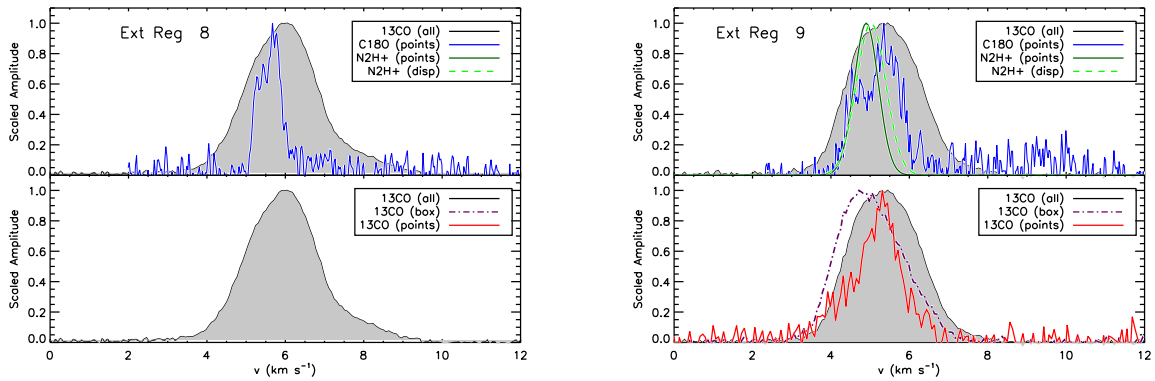 Ext Reg 8
13CO (all)
C18O (points)
N2H+ (points)
N2H+ (disp)
Scaled Amplitude
1.0
0.8
0.6
0.4
0.2
0.0
13CO (all)
13CO (box)
13CO (points)
Scaled Amplitude
1.0
0.8
0.6
0.4
0.2
0.0
0 2 4 6 8 10 12
v (km s⁻¹)
Ext Reg 9
13CO (all)
C18O (points)
N2H+ (points)
N2H+ (disp)
Scaled Amplitude
1.0
0.8
0.6
0.4
0.2
0.0
13CO (all)
13CO (box)
13CO (points)
Scaled Amplitude
1.0
0.8
0.6
0.4
0.2
0.0
0 2 4 6 8 10 12
v (km s⁻¹)